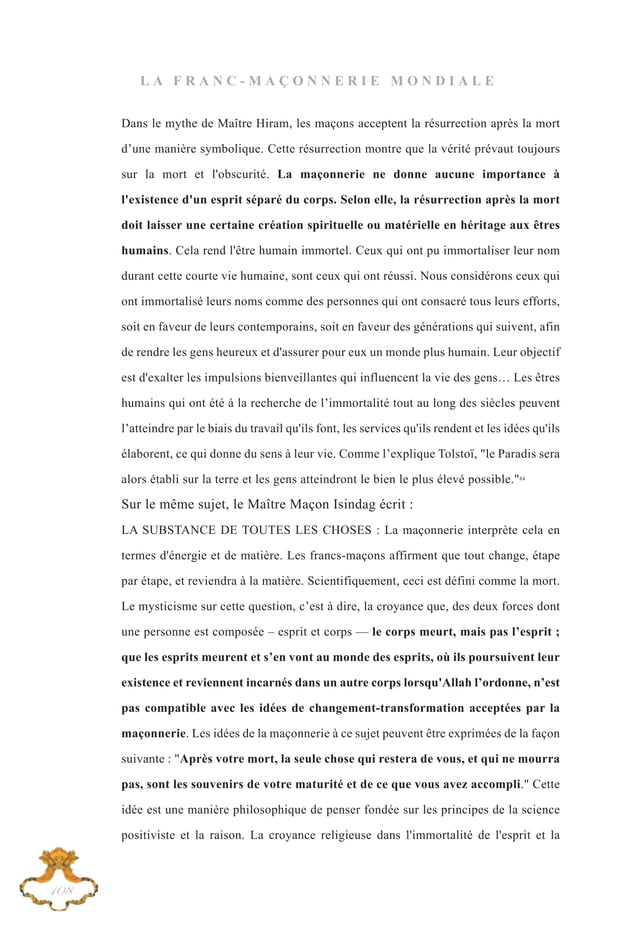 LA FRANC-MAÇONNERIE MONDIALE
Dans le mythe de Maître Hiram, les maçons acceptent la résurrection après la mort
d’une manière symbolique. Cette résurrection montre que la vérité prévaut toujours
sur la mort et l'obscurité. La maçonnerie ne donne aucune importance à
l'existence d'un esprit séparé du corps. Selon elle, la résurrection après la mort
doit laisser une certaine création spirituelle ou matérielle en héritage aux êtres
humains. Cela rend l'être humain immortel. Ceux qui ont pu immortaliser leur nom
durant cette courte vie humaine, sont ceux qui ont réussi. Nous considérons ceux qui
ont immortalisé leurs noms comme des personnes qui ont consacré tous leurs efforts,
soit en faveur de leurs contemporains, soit en faveur des générations qui suivent, afin
de rendre les gens heureux et d'assurer pour eux un monde plus humain. Leur objectif
est d'exalter les impulsions bienveillantes qui influencent la vie des gens… Les êtres
humains qui ont été à la recherche de l’immortalité tout au long des siècles peuvent
l’atteindre par le biais du travail qu'ils font, les services qu'ils rendent et les idées qu'ils
élaborent, ce qui donne du sens à leur vie. Comme l’explique Tolstoï, "le Paradis sera
alors établi sur la terre et les gens atteindront le bien le plus élevé possible."84
Sur le même sujet, le Maître Maçon Isindag écrit :
LA SUBSTANCE DE TOUTES LES CHOSES : La maçonnerie interprète cela en
termes d'énergie et de matière. Les francs-maçons affirment que tout change, étape
par étape, et reviendra à la matière. Scientifiquement, ceci est défini comme la mort.
Le mysticisme sur cette question, c’est à dire, la croyance que, des deux forces dont
une personne est composée – esprit et corps — le corps meurt, mais pas l’esprit ;
que les esprits meurent et s’en vont au monde des esprits, où ils poursuivent leur
existence et reviennent incarnés dans un autre corps lorsqu'Allah l’ordonne, n’est
pas compatible avec les idées de changement-transformation acceptées par la
maçonnerie. Les idées de la maçonnerie à ce sujet peuvent être exprimées de la façon
suivante : "Après votre mort, la seule chose qui restera de vous, et qui ne mourra
pas, sont les souvenirs de votre maturité et de ce que vous avez accompli." Cette
idée est une manière philosophique de penser fondée sur les principes de la science
positiviste et la raison. La croyance religieuse dans l'immortalité de l'esprit et la
108